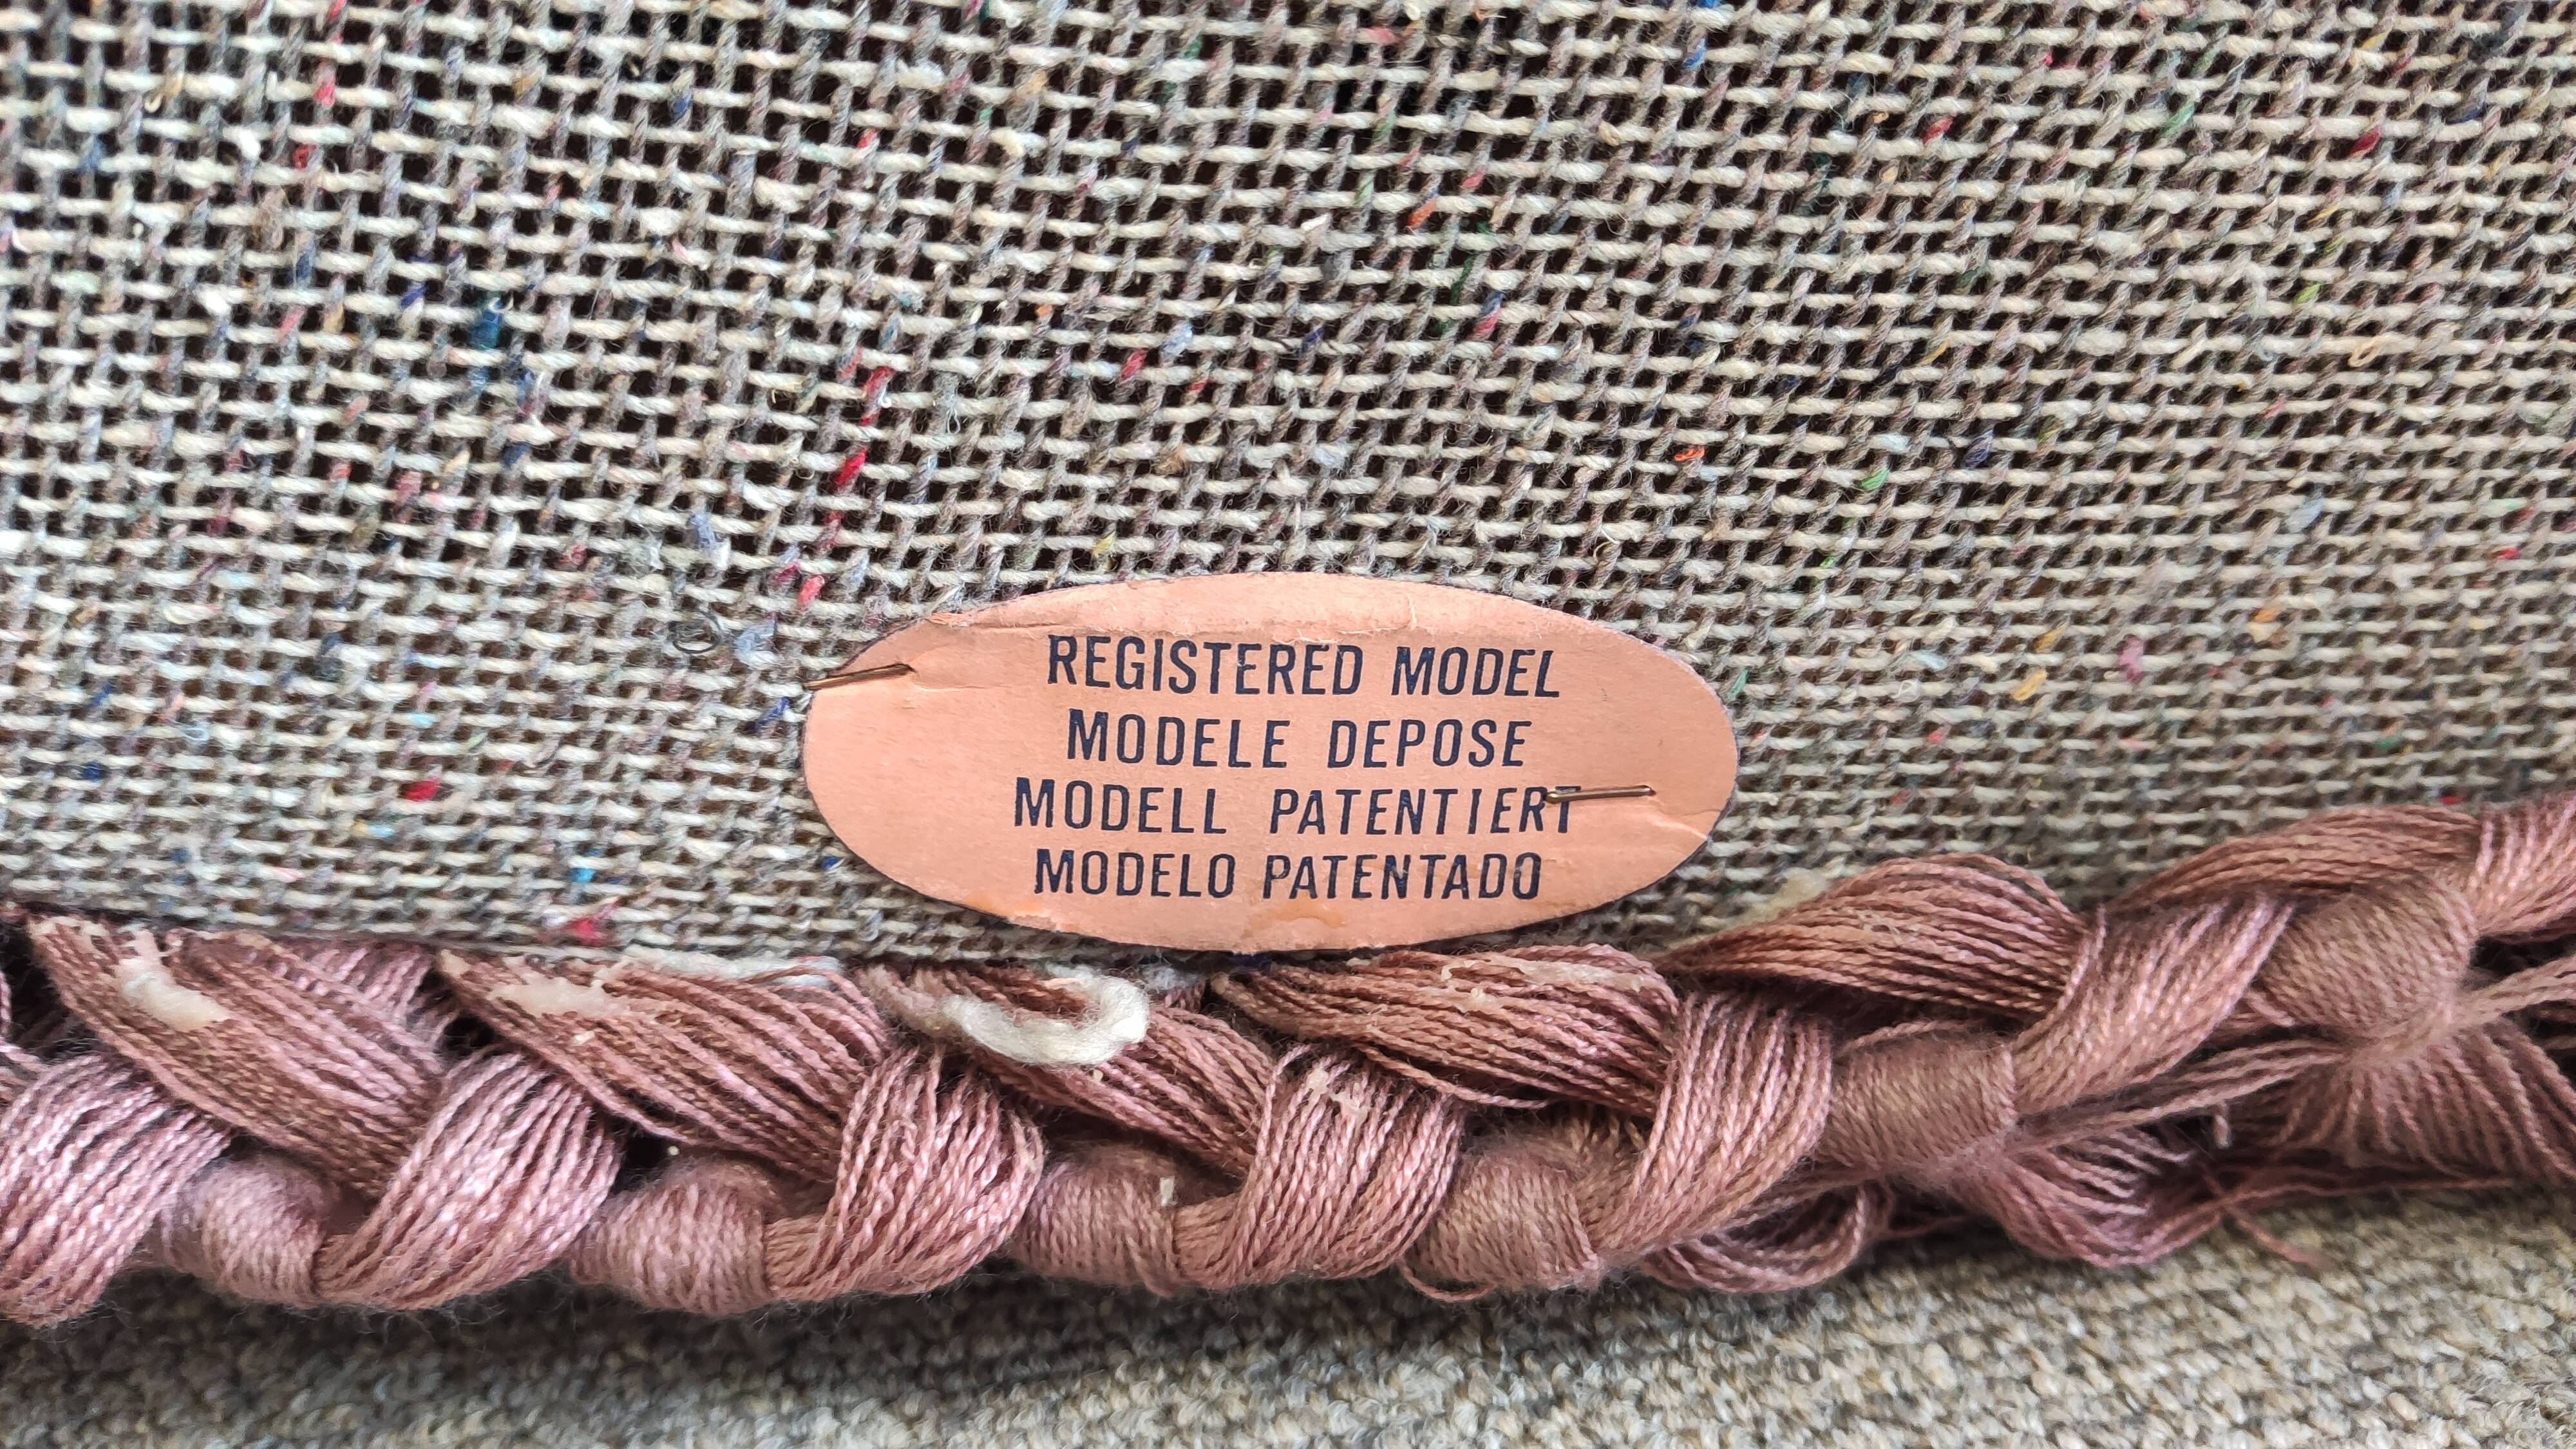 REGISTERED MODEL
MODELE DEPOSE
MODELL PATENTIERT
MODELO PATENTADO